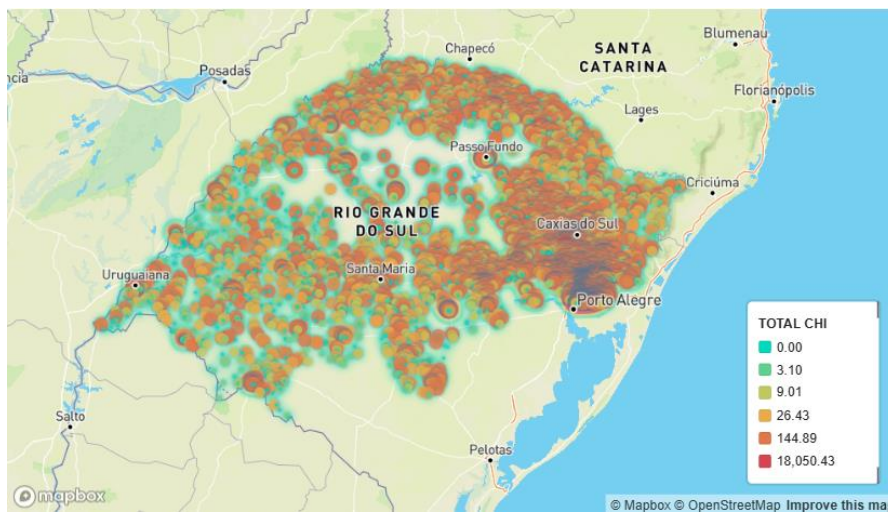 Chapecó
SANTA
CATARINA
Blumenau
Posadas
Florianópolis
Lages
Passo Fundo
Criciúma
RIO GRANDE
DO SUL
Caxias do Sul
Santa Maria
Uruguaiana
Porto Alegre
TOTAL CHI
0.00
3.10
9.01
26.43
144.89
18,050.43
Salto
Pelotas
mapbox
© Mapbox © OpenStreetMap Improve this ma